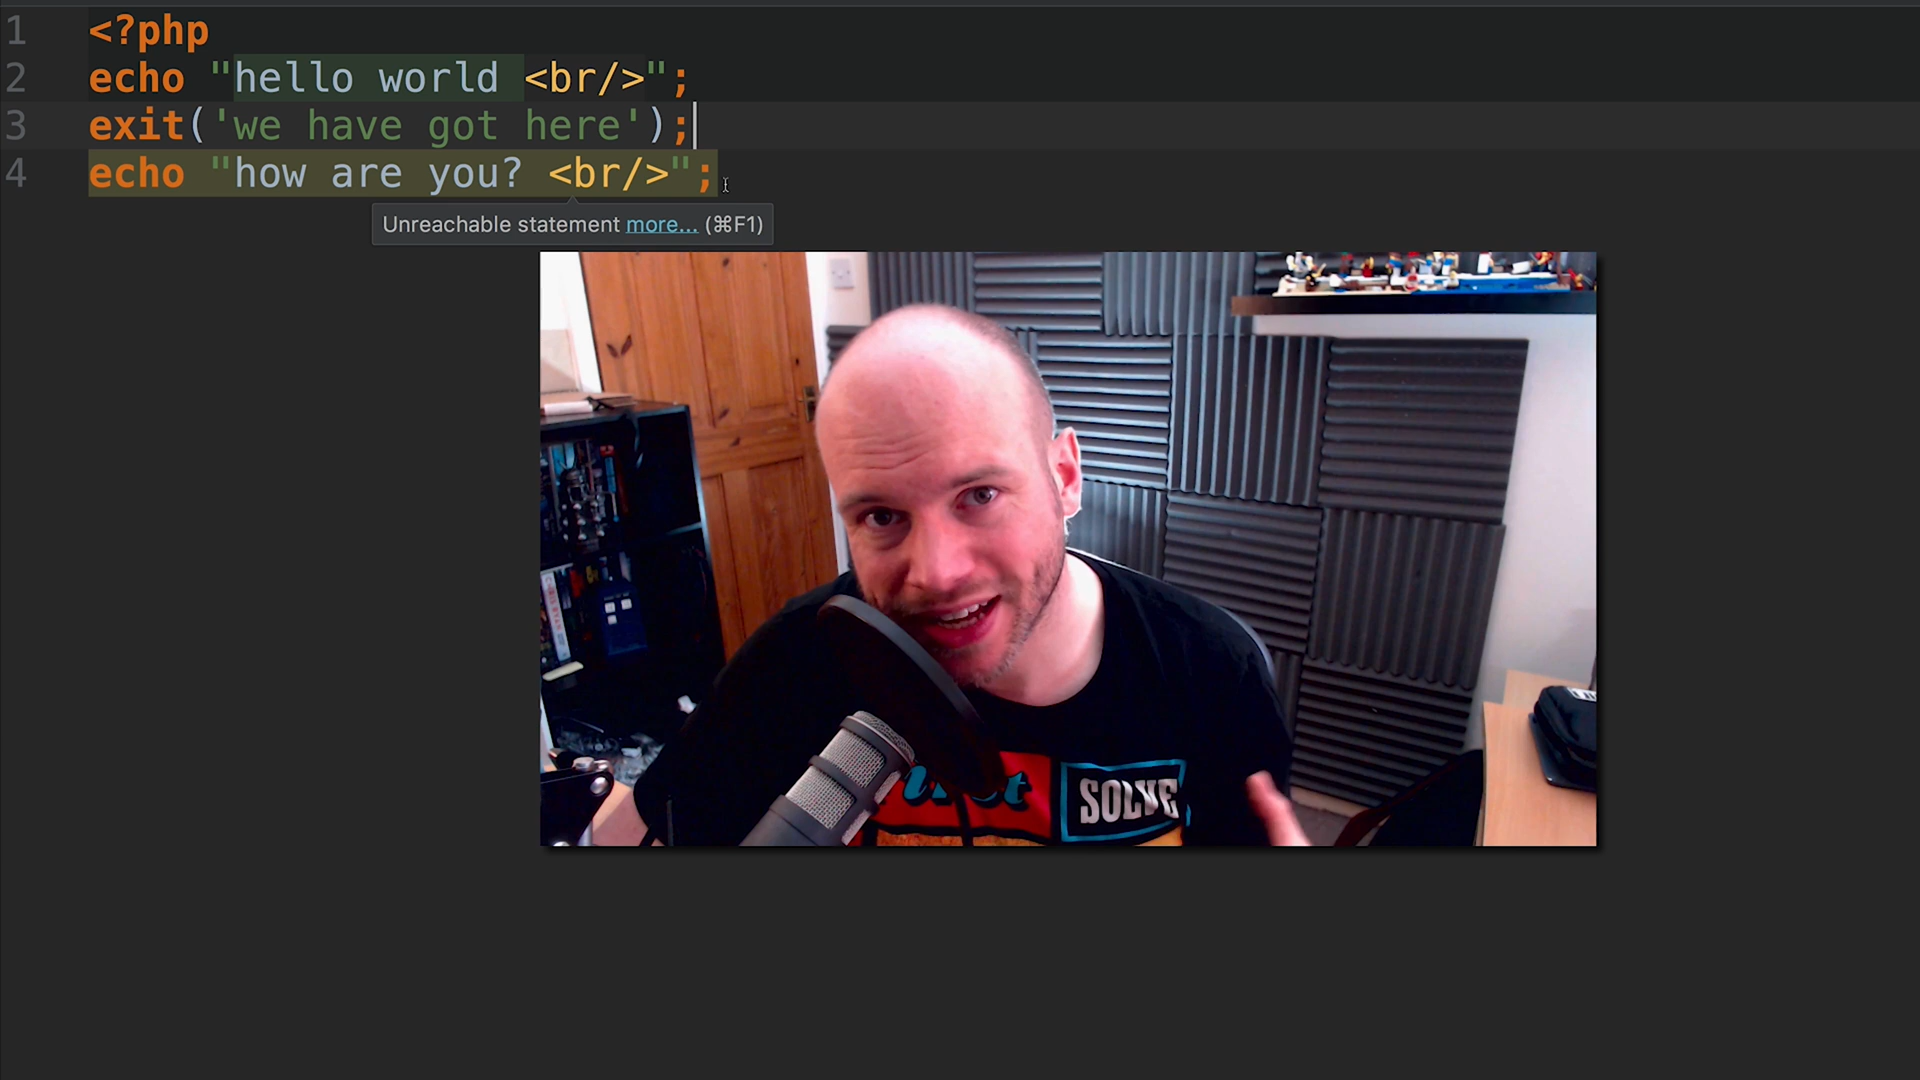 1 <?php
2 echo "hello world <br/>";
3 exit('we have got here');
4 echo "how are you? <br/>";
Unreachable statement more... (⌘F1)
SOLVE